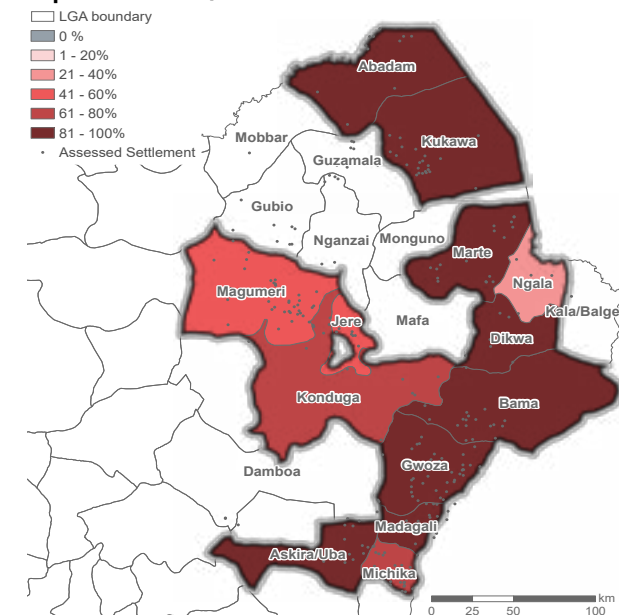 LGA boundary
0 %
1 - 20%
21 - 40%
41 - 60%
61 - 80%
81 - 100%
Assessed Settlement
Abadam
Kukawa
Mobbar
Guzamala
Gubio
Nganzai
Monguno
Marte
Ngala
Magumeri
Jere
Mafa
Kala/Balge
Dikwa
Konduga
Bama
Gwoza
Damboa
Madagali
Askira/Uba
Michika
km
0 25 50 100